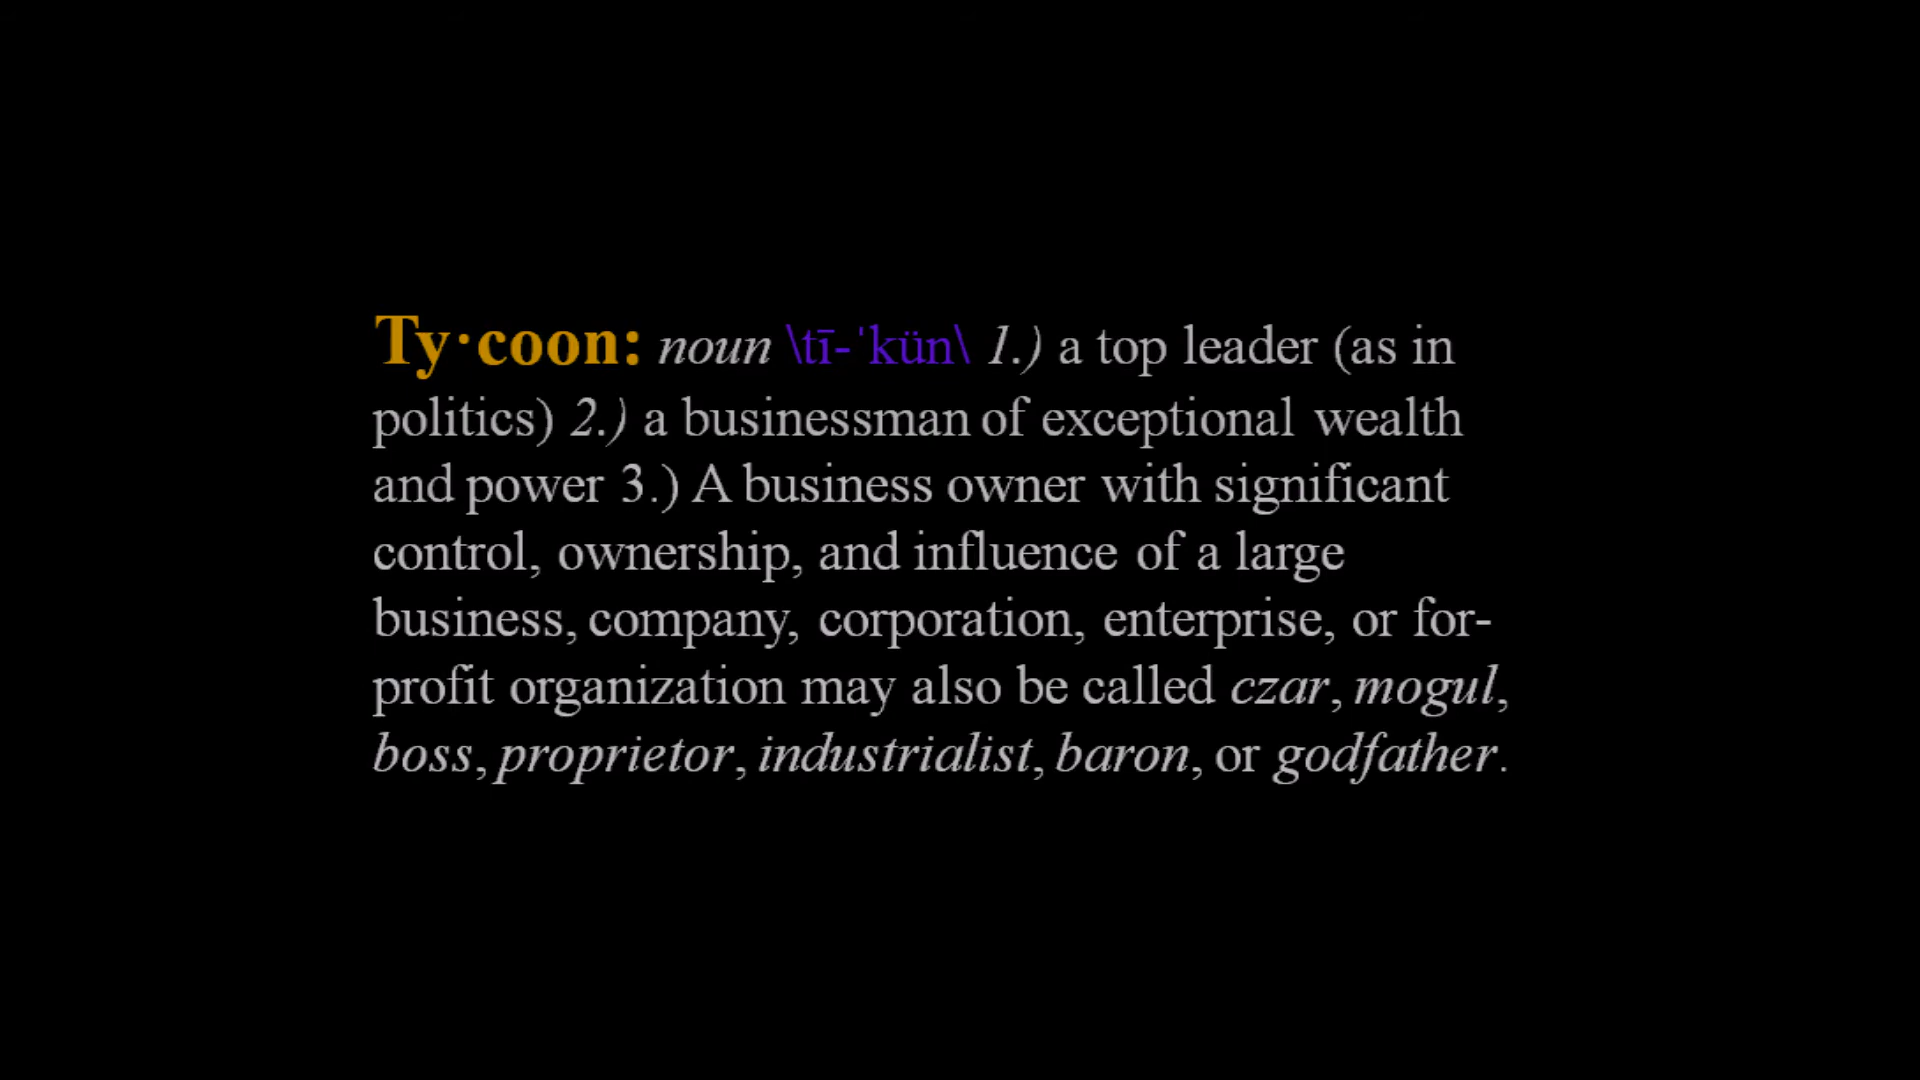 Ty·coon: noun \tī-ˈkün\ 1.) a top leader (as in
politics) 2.) a businessman of exceptional wealth
and power 3.) A business owner with significant
control, ownership, and influence of a large
business, company, corporation, enterprise, or for-
profit organization may also be called czar, mogul,
boss, proprietor, industrialist, baron, or godfather.